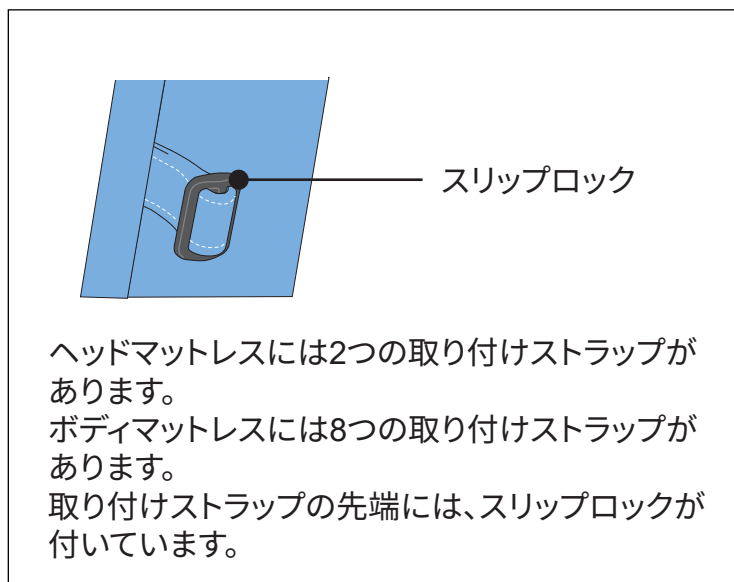 スリップロック
ヘッドマットレスには2つの取り付けストラップが
あります。
ボディマットレスには8つの取り付けストラップが
あります。
取り付けストラップの先端には、スリップロックが
付いています。